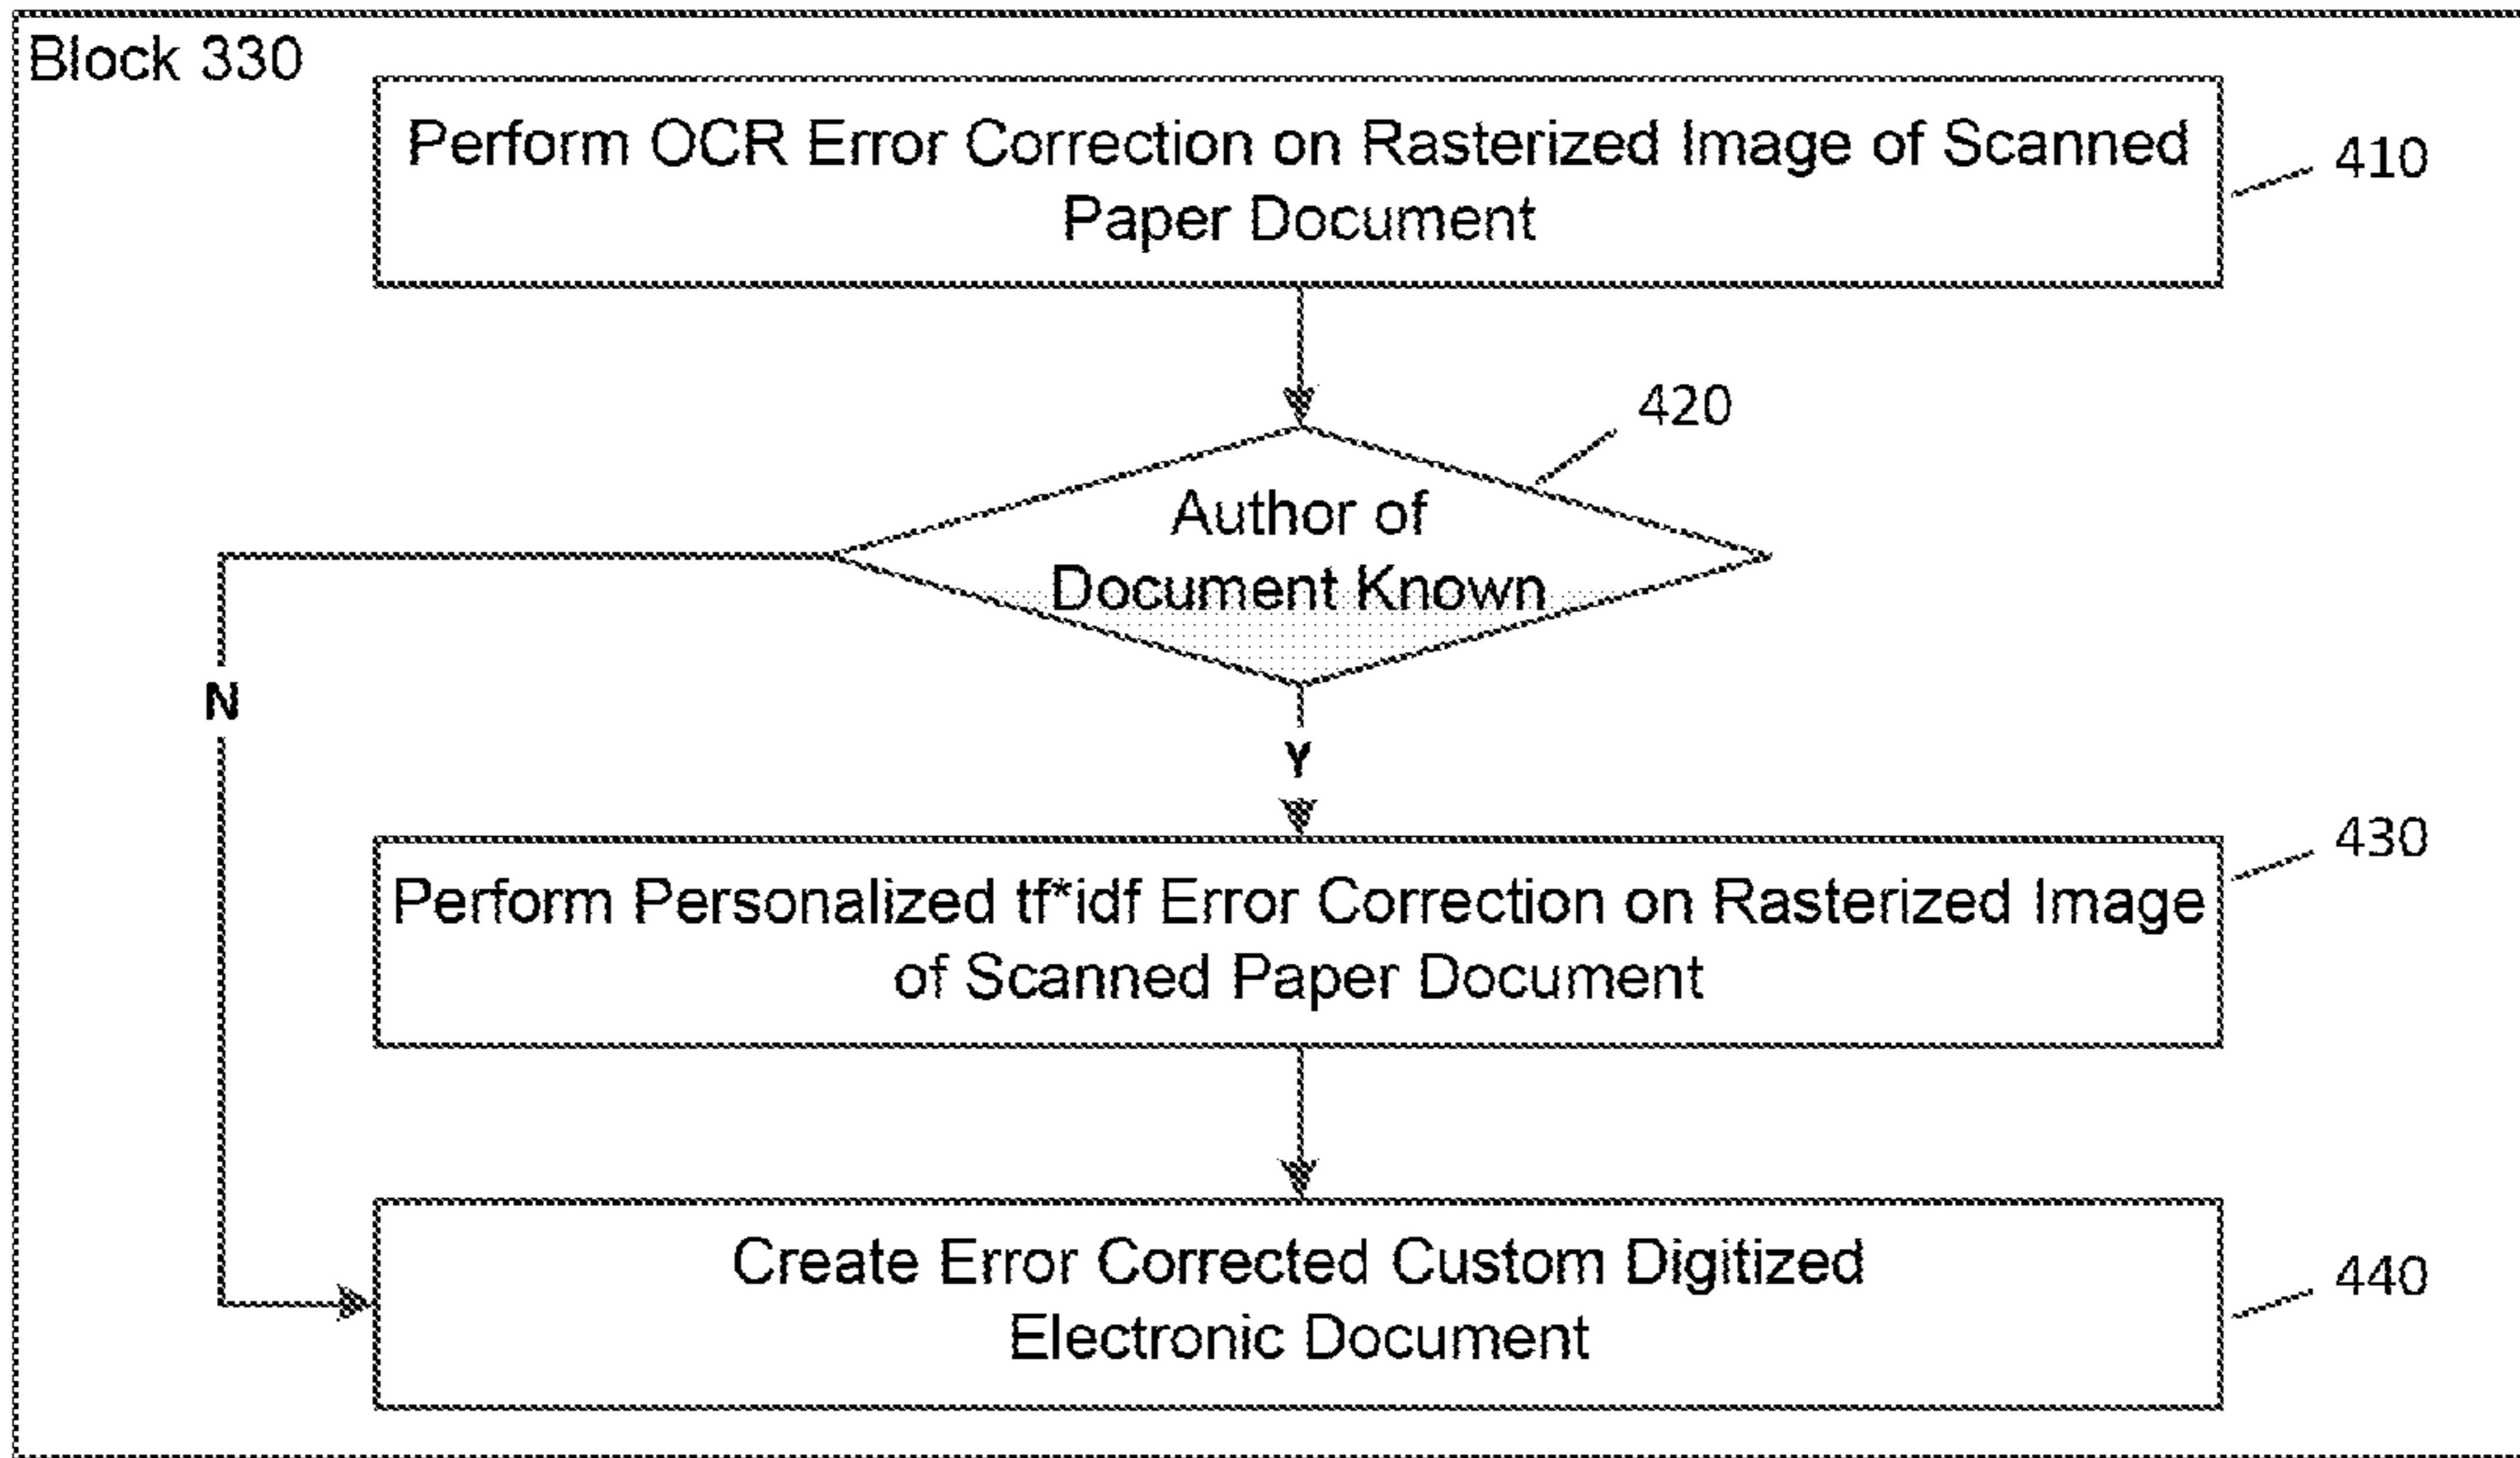 Block 330
Perform OCR Error Correction on Rasterized Image of Scanned
Paper Document
410
420
Author of
Document Known
N
Y
430
Perform Personalized tf*idf Error Correction on Rasterized Image
of Scanned Paper Document
Create Error Corrected Custom Digitized
Electronic Document
440